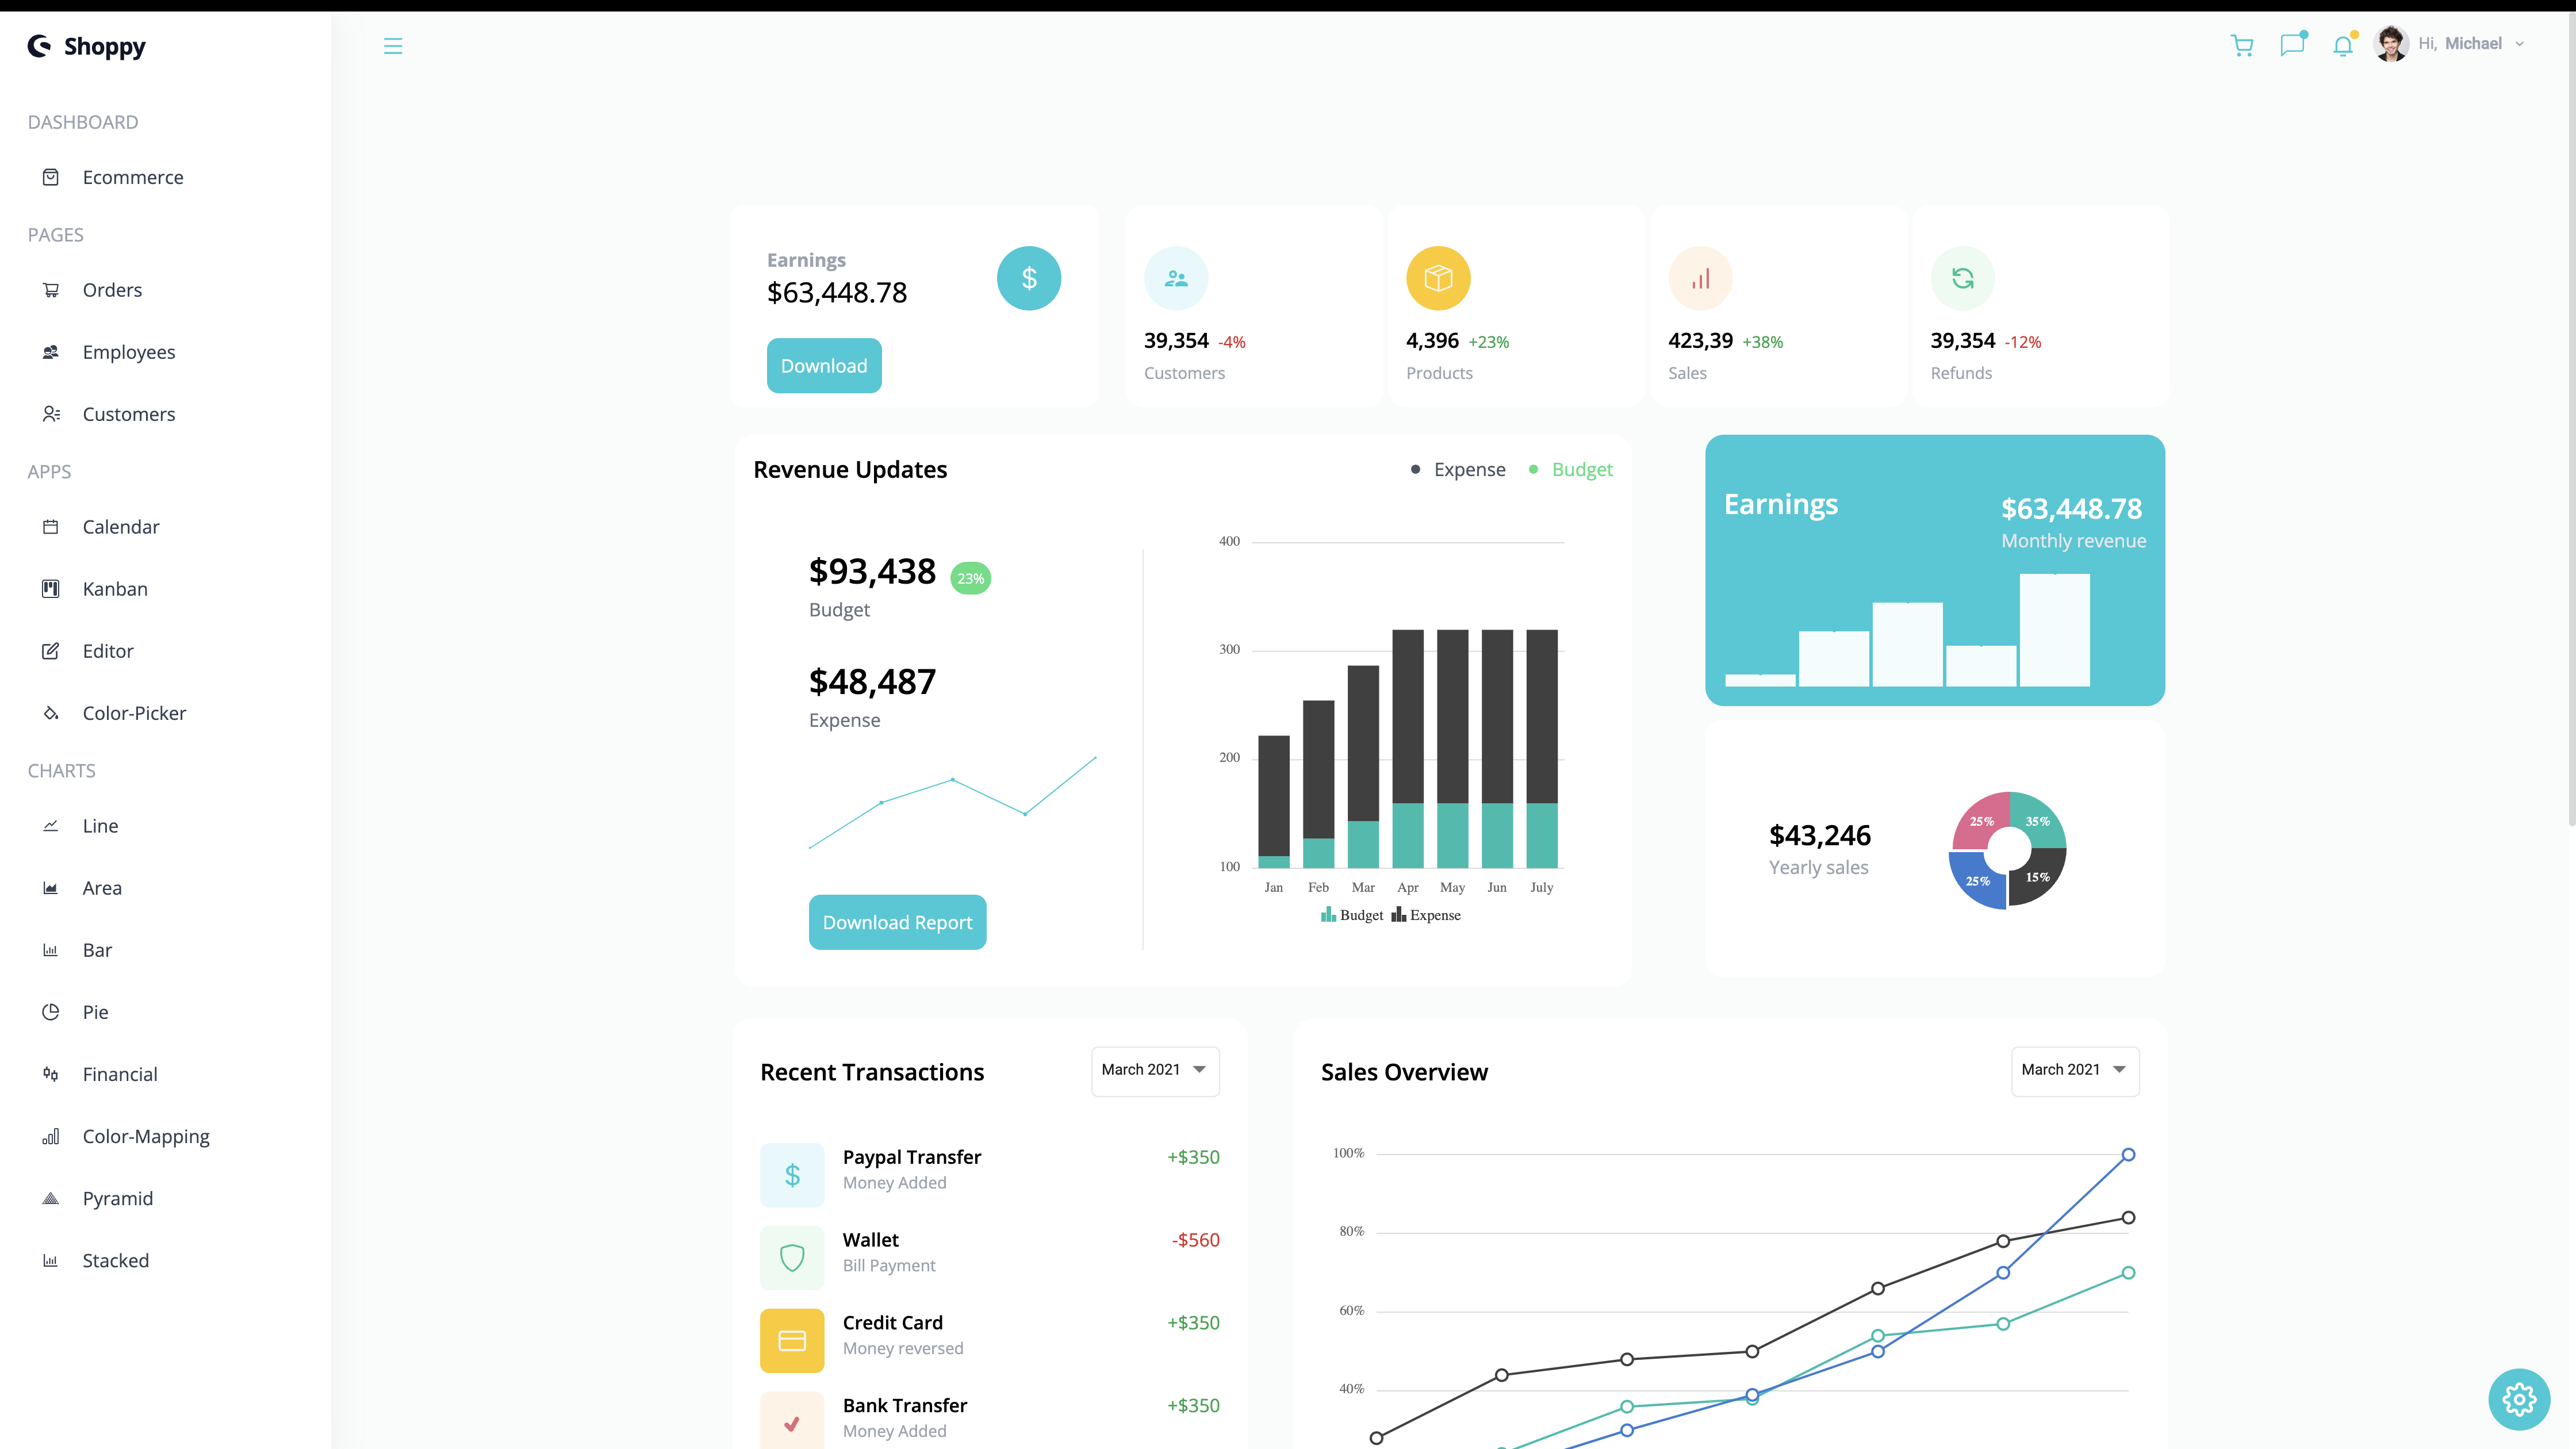 Shoppy
Hi, Michael
DASHBOARD
Ecommerce
PAGES
Orders
Employees
Customers
APPS
Calendar
Kanban
Editor
Color-Picker
CHARTS
Line
Area
Bar
Pie
Financial
Color-Mapping
Pyramid
Stacked
Earnings
$63,448.78
$
Download
39,354 -4%
Customers
4,396 +23%
Products
423,39 +38%
Sales
39,354 -12%
Refunds
Revenue Updates
Expense Budget
$93,438 23%
Budget
$48,487
Expense
Download Report
400
300
200
100
Jan Feb Mar Apr May Jun July
Budget Expense
Earnings
$63,448.78
Monthly revenue
$43,246
Yearly sales
25% 35%
25% 15%
Recent Transactions
March 2021
$
Paypal Transfer +$350
Money Added
Wallet -$560
Bill Payment
Credit Card +$350
Money reversed
Bank Transfer +$350
Money Added
Sales Overview
March 2021
100%
80%
60%
40%